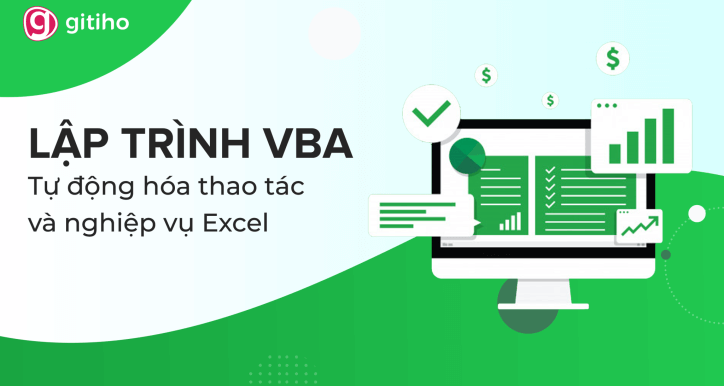 gitiho
LẬP TRÌNH VBA
Tự động hóa thao tác
và nghiệp vụ Excel